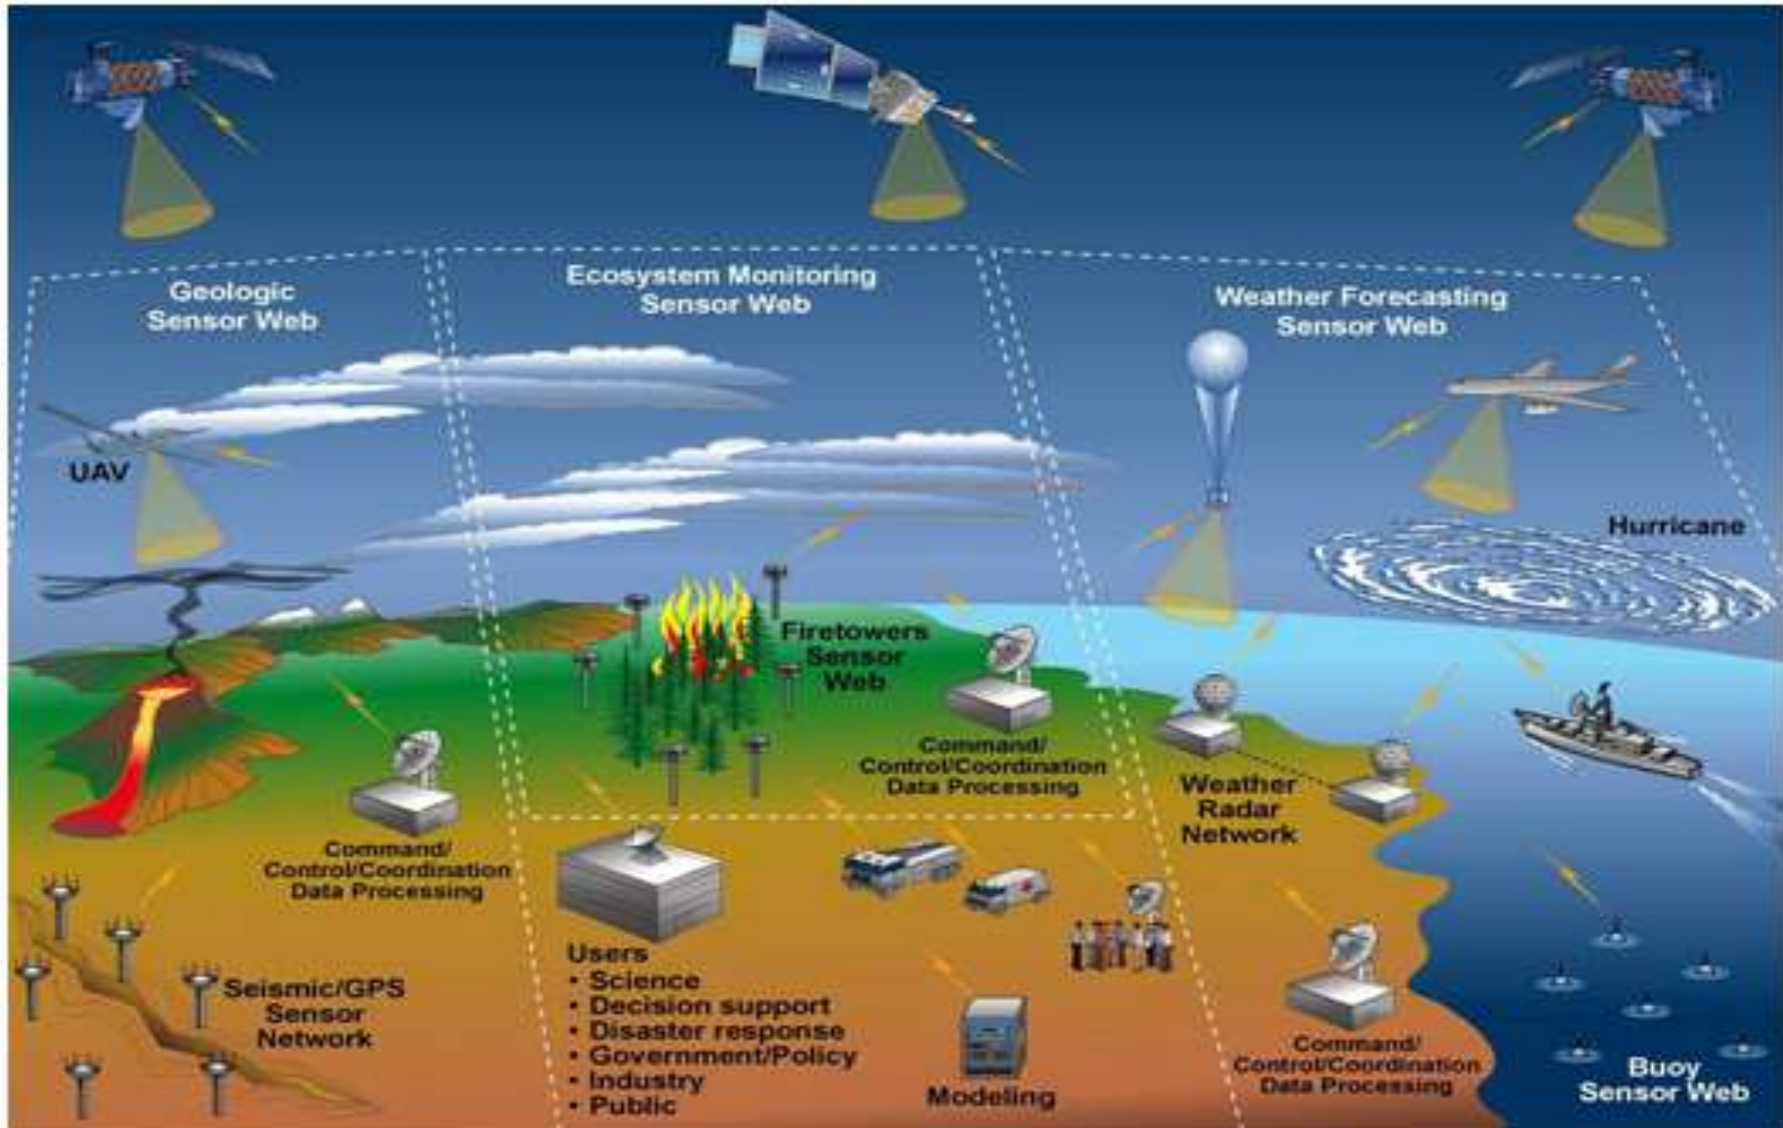 Geologic
Sensor Web
Ecosystem Monitoring
Sensor Web
Weather Forecasting
Sensor Web
UAV
Hurricane
Firetowers
Sensor
Web
Command/
Control/Coordination
Data Processing
Weather
Radar
Network
Command/
Control/Coordination
Data Processing
Seismic/GPS
Sensor
Network
Users
• Science
• Decision support
• Disaster response
• Government/Policy
• Industry
• Public
Modeling
Command/
Control/Coordination
Data Processing
Buoy
Sensor Web